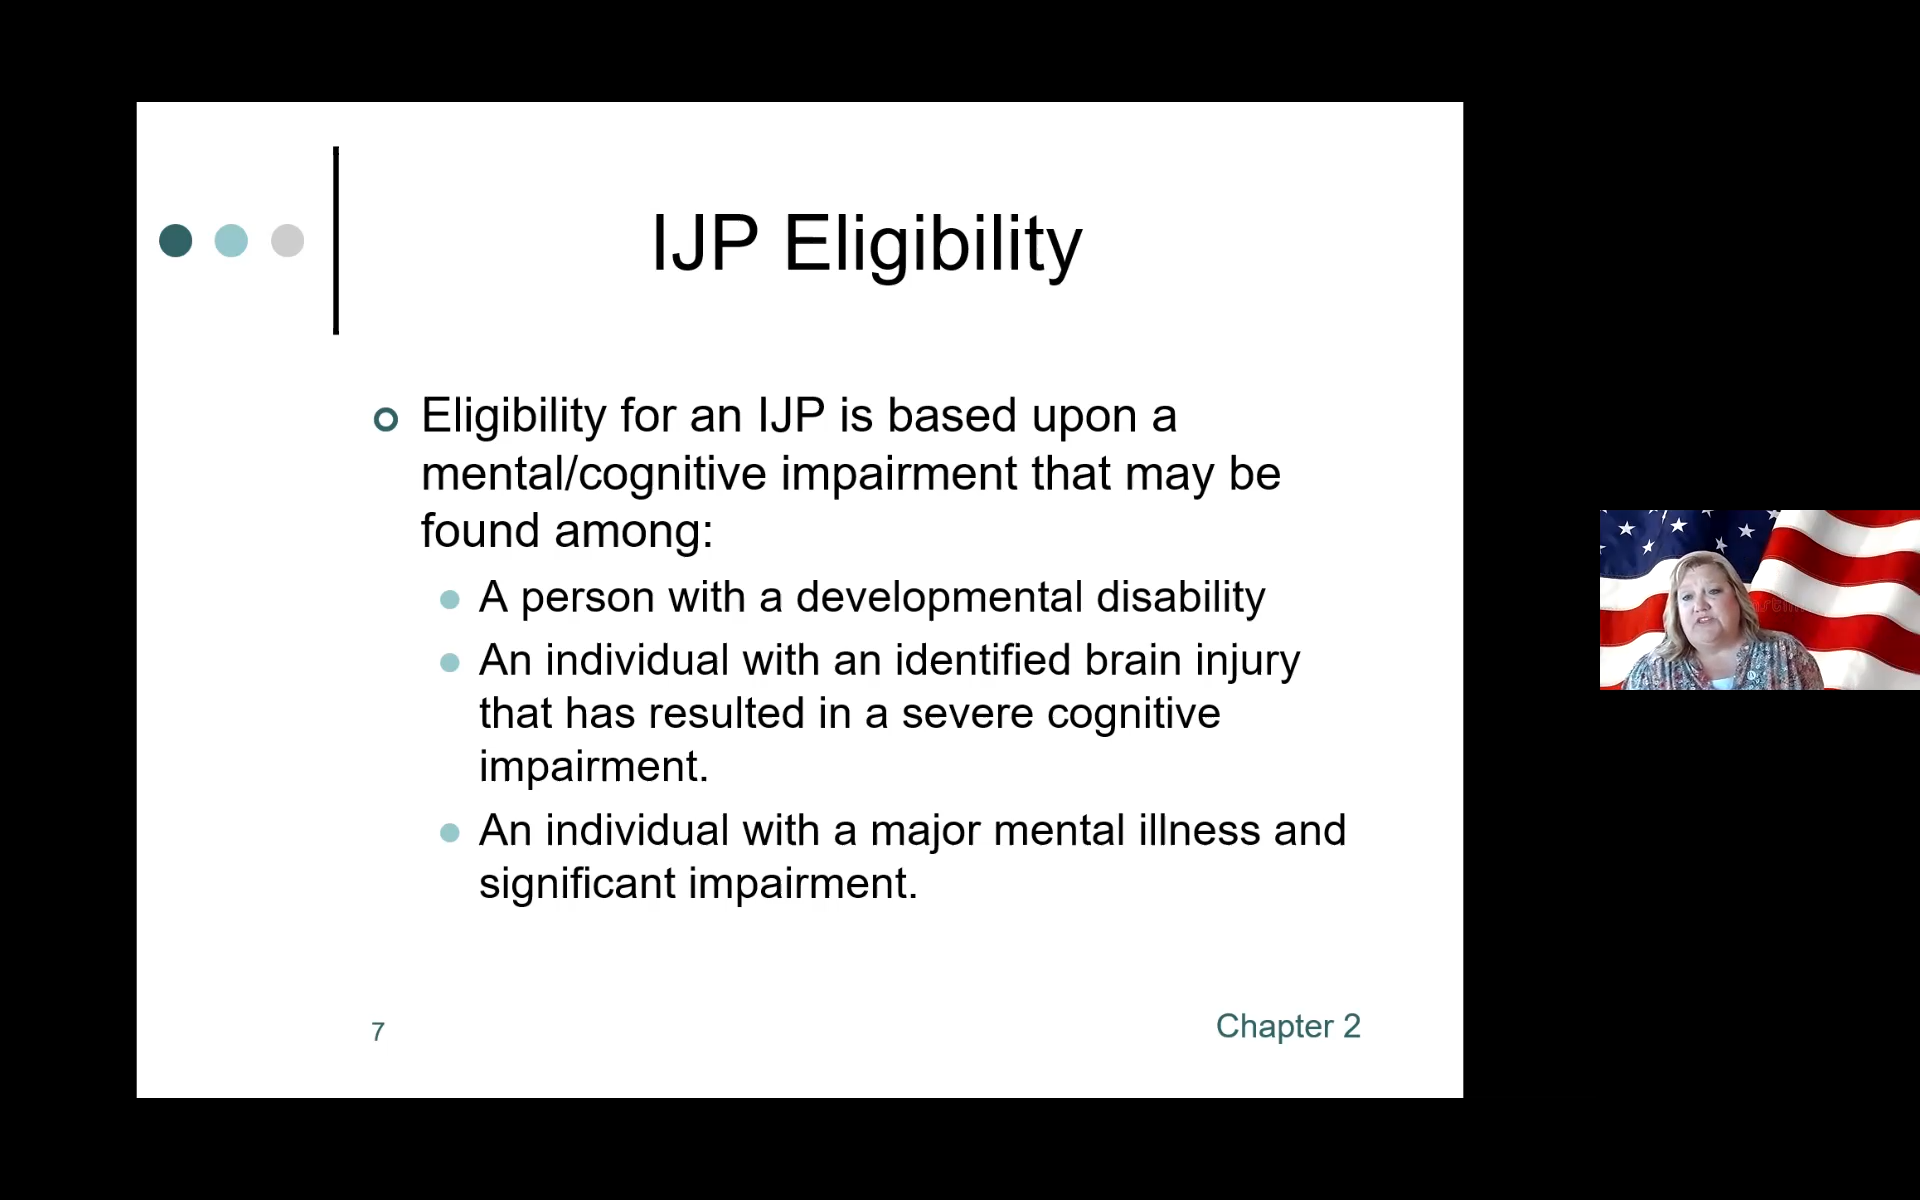 IJP Eligibility
Eligibility for an IJP is based upon a
mental/cognitive impairment that may be
found among:
A person with a developmental disability
An individual with an identified brain injury
that has resulted in a severe cognitive
impairment.
An individual with a major mental illness and
significant impairment.
7
Chapter 2